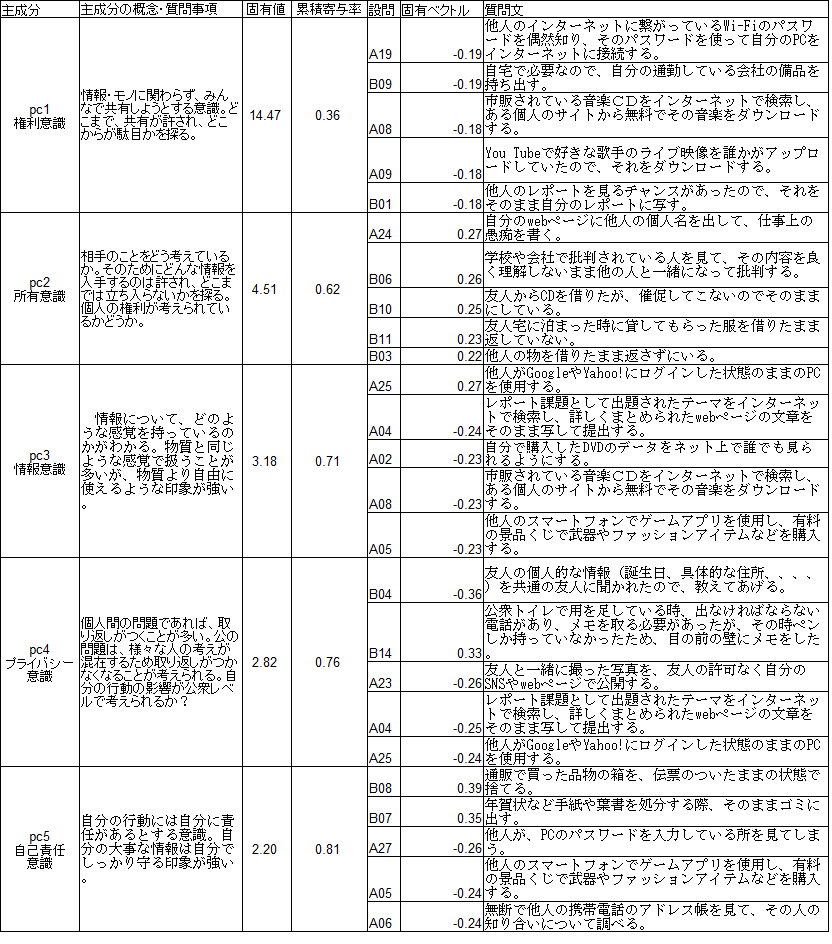 主成分 主成分の概念・質問事項 固有値 累積寄与率 設問 固有ベクトル 質問文
pc1
権利意識
情報・モノに関わらず、みん
なで共有しようとする意識。ど
こまで、共有が許され、どこ
からが駄目かを探る。
14.47
0.36
A19 -0.19 他人のインターネットに繋がっているWi-Fiのパスワ
ードを偶然知り、そのパスワードを使って自分のPCを
インターネットに接続する。
B09 -0.19 自宅で必要なので、自分の通勤している会社の備品を
持ち出す。
A08 -0.18 市販されている音楽ＣＤをインターネットで検索し、
ある個人のサイトから無料でその音楽をダウンロード
する。
A09 -0.18 You Tubeで好きな歌手のライブ映像を誰かがアップロ
ードしていたので、それをダウンロードする。
B01 -0.18 他人のレポートを見るチャンスがあったので、それを
そのまま自分のレポートに写す。
pc2
所有意識
相手のことをどう考えている
か。そのためにどんな情報を
入手するのは許され、どこま
では立ち入らないかを探る。
個人の権利が考えられてい
るかどうか。
4.51
0.62
A24 0.27 自分のwebページに他人の個人名を出して、仕事上の
愚痴を書く。
B06 0.26 学校や会社で批判されている人を見て、その内容を良
く理解しないまま他の人と一緒になって批判する。
B10 0.25 友人からCDを借りたが、催促してこないのでそのまま
にしている。
B11 0.23 友人宅に泊まった時に貸してもらった服を借りたまま
返していない。
B03 0.22 他人の物を借りたまま返さずにいる。
pc3
情報意識
情報について、どのよ
うな感覚を持っているの
かがわかる。物質と同じ
ような感覚で扱うことが
多いが、物質より自由に
使えるような印象が強い
。
3.18
0.71
A25 0.27 他人がGoogleやYahoo!にログインした状態のままのPC
を使用する。
A04 -0.24 レポート課題として出題されたテーマをインターネッ
トで検索し、詳しくまとめられたwebページの文章を
そのまま写して提出する。
A02 -0.23 自分で購入したDVDのデータをネット上で誰でも見ら
れるようにする。
A08 -0.23 市販されている音楽ＣＤをインターネットで検索し、
ある個人のサイトから無料でその音楽をダウンロード
する。
A05 -0.23 他人のスマートフォンでゲームアプリを使用し、有料
の景品くじで武器やファッションアイテムなどを購入
する。
pc4
プライバシー
意識
個人間の問題であれば、取
り返しがつくことが多い。公の
問題は、様々な人の考えが
混在するため取り返しがつか
なくなることが考えられる。自
分の行動の影響が公衆レベ
ルで考えられるか？
2.82
0.76
B04 -0.36 友人の個人的な情報（誕生日、具体的な住所、、、、
）を共通の友人に聞かれたので、教えてあげる。
B14 0.33 公衆トイレで用を足している時、出なければならない
電話があり、メモを取る必要があったが、その時ペン
しか持っていなかったため、目の前の壁にメモをした
。
A23 -0.26 友人と一緒に撮った写真を、友人の許可なく自分の
SNSやwebページで公開する。
A04 -0.25 レポート課題として出題されたテーマをインターネッ
トで検索し、詳しくまとめられたwebページの文章を
そのまま写して提出する。
A25 -0.24 他人がGoogleやYahoo!にログインした状態のままのPC
を使用する。
pc5
自己責任
意識
自分の行動には自分に責
任があるとする意識。自
分の大事な情報は自分で
しっかり守る印象が強い
。
2.20
0.81
B08 0.39 通販で買った品物の箱を、伝票のついたままの状態で
捨てる。
B07 0.35 年賀状など手紙や葉書を処分する際、そのままゴミに
出す。
A27 -0.26 他人が、PCのパスワードを入力している所を見てしま
う。
A05 -0.24 他人のスマートフォンでゲームアプリを使用し、有料
の景品くじで武器やファッションアイテムなどを購入
する。
A06 -0.24 無断で他人の携帯電話のアドレス帳を見て、その人の
知り合いについて調べる。